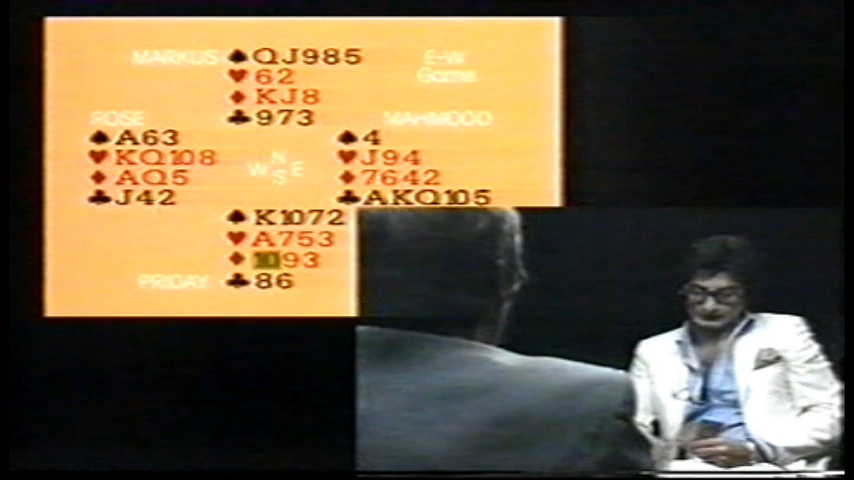 MARKUS ♠QJ985 E-W
♥62 Game
♦KJ8
♣973
ROSE MAHMOOD
♠A63 ♠4
♥KQ108 N ♥J94
♦AQ5 W E ♦7642
♣J42 S ♣AKQ105
♠K1072
♥A753
♦1093
PRIDAY ♣86